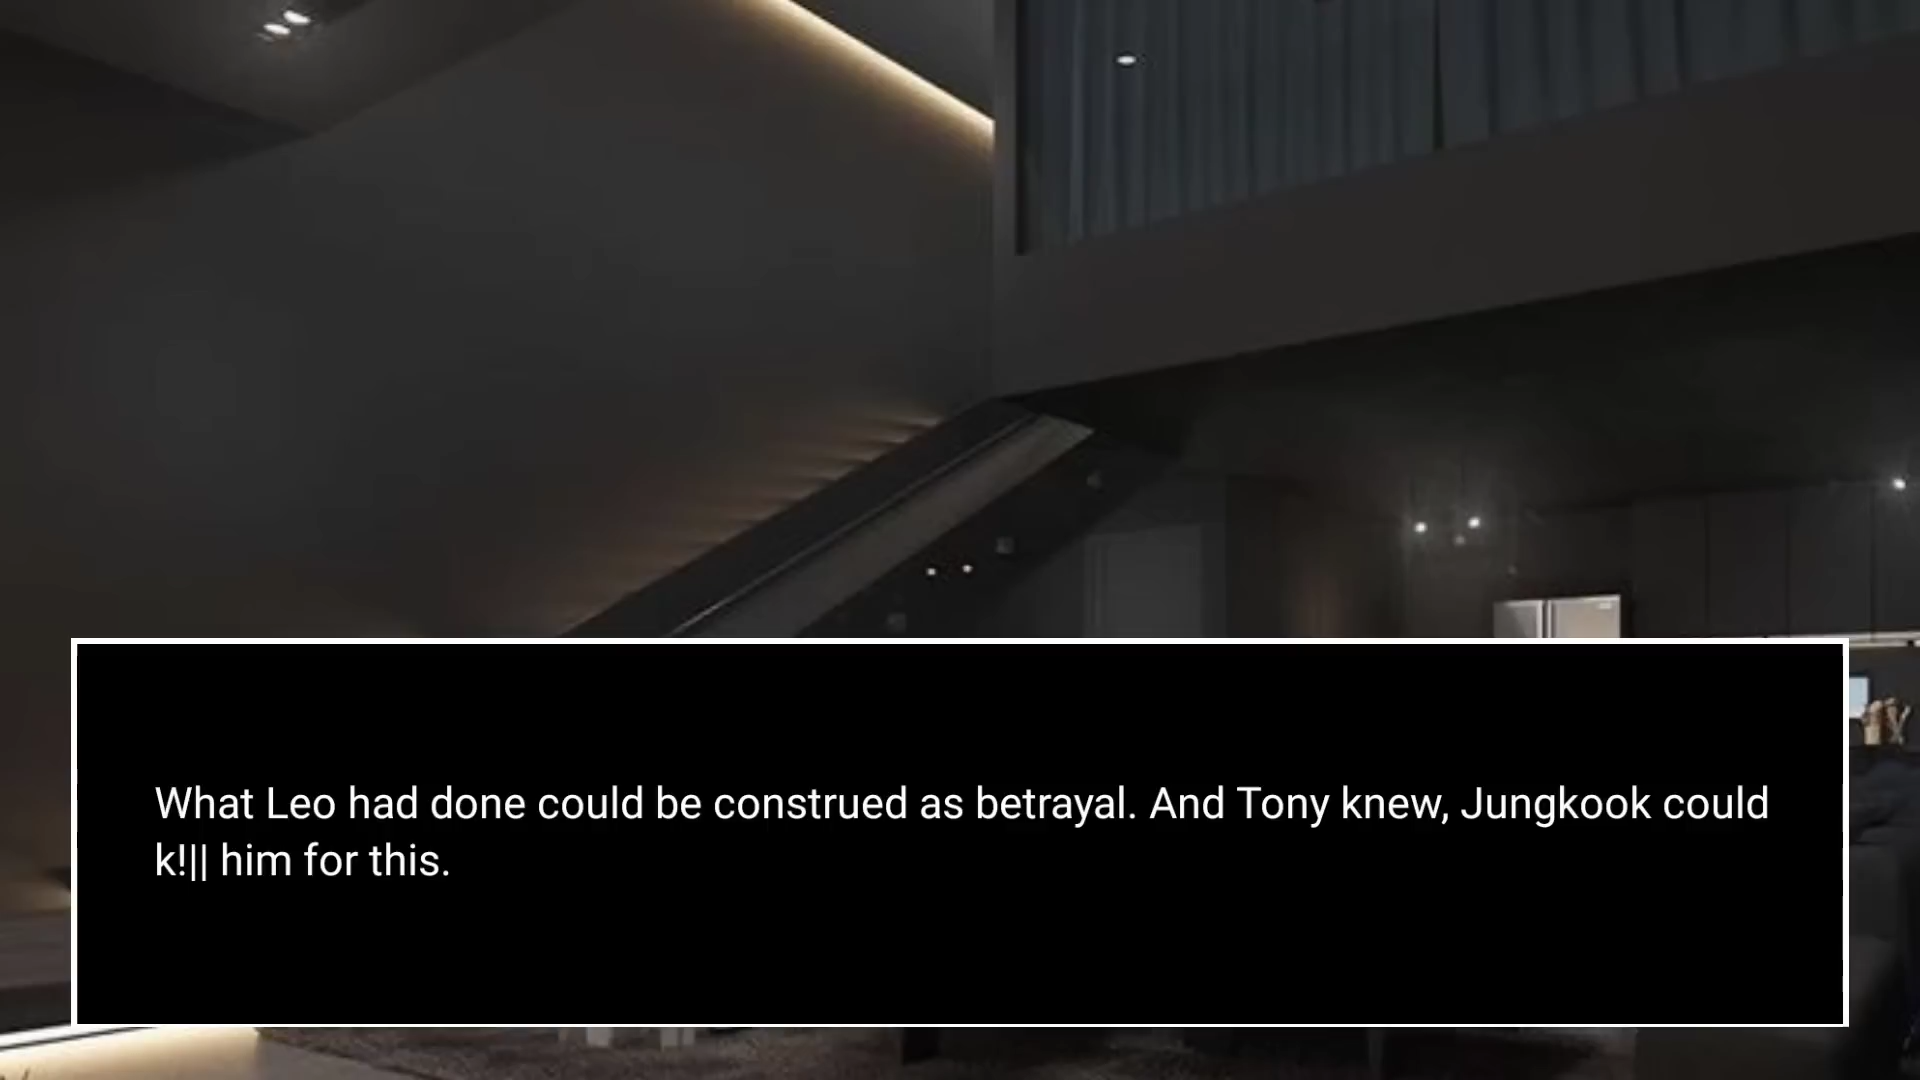 What Leo had done could be construed as betrayal. And Tony knew, Jungkook could
k!|| him for this.